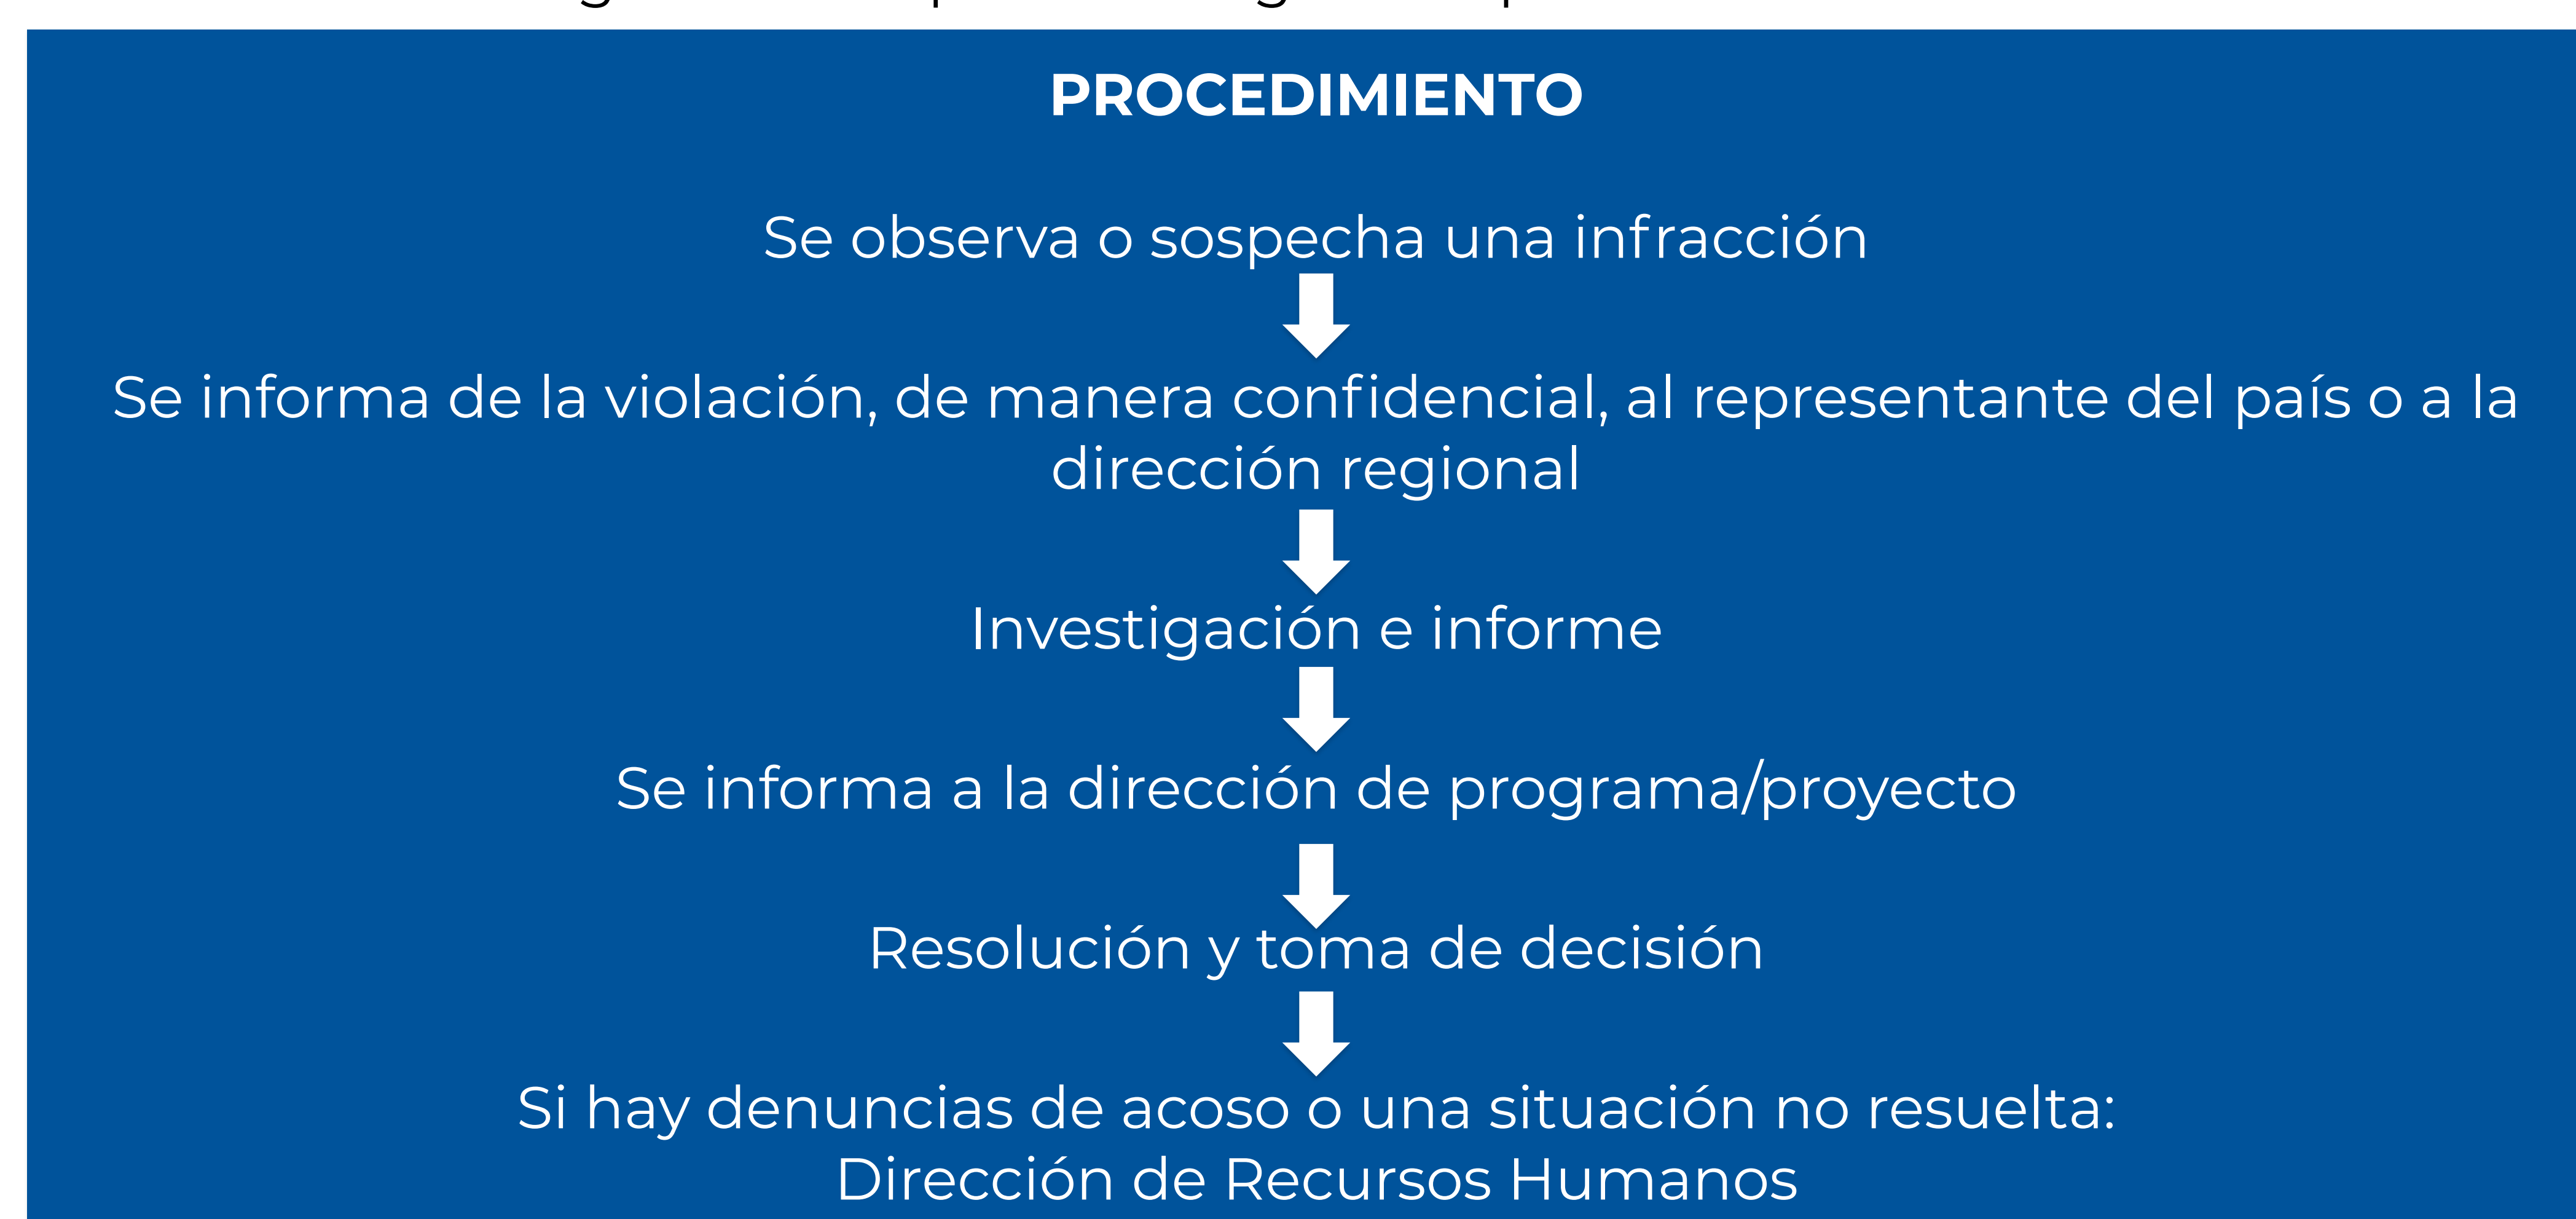 PROCEDIMIENTO
Se observa o sospecha una infracción
Se informa de la violación, de manera confidencial, al representante del país o a la
dirección regional
Investigación e informe
Se informa a la dirección de programa/proyecto
Resolución y toma de decisión
Si hay denuncias de acoso o una situación no resuelta:
Dirección de Recursos Humanos